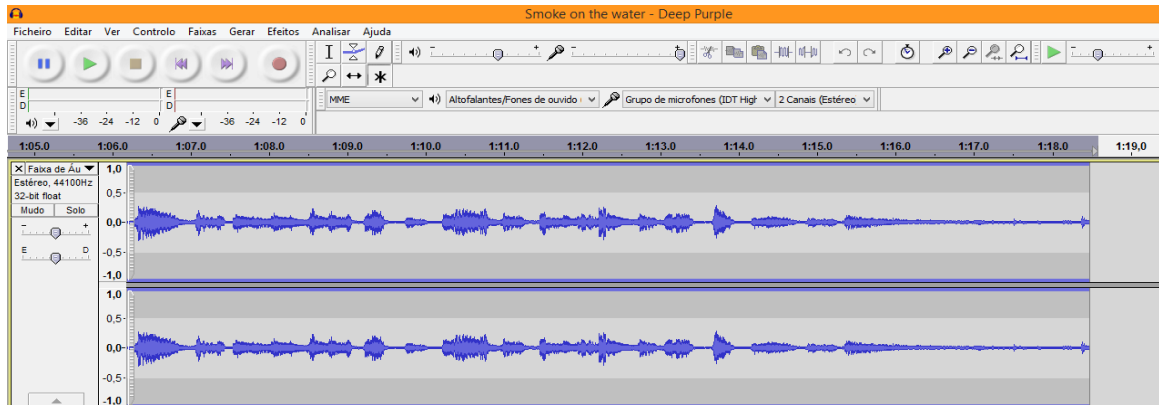 Smoke on the water - Deep Purple
Ficheiro Editar Ver Controlo Faixas Gerar Efeitos Analisar Ajuda
E
D
E
D
MME Altofalantes/Fones de ouvido ( Grupo de microfones (IDT High 2 Canais (Estéreo
-36 -24 -12 0 -36 -24 -12 0
1:05.0 1:06.0 1:07.0 1:08.0 1:09.0 1:10.0 1:11.0 1:12.0 1:13.0 1:14.0 1:15.0 1:16.0 1:17.0 1:18.0 1:19,0
X Faixa de Áu
Estéreo, 44100Hz
32-bit float
Mudo Solo
- +
E D
1,0
0,5-
0,0-
-0,5-
-1,0
1,0
0,5-
0,0-
-0,5-
-1,0